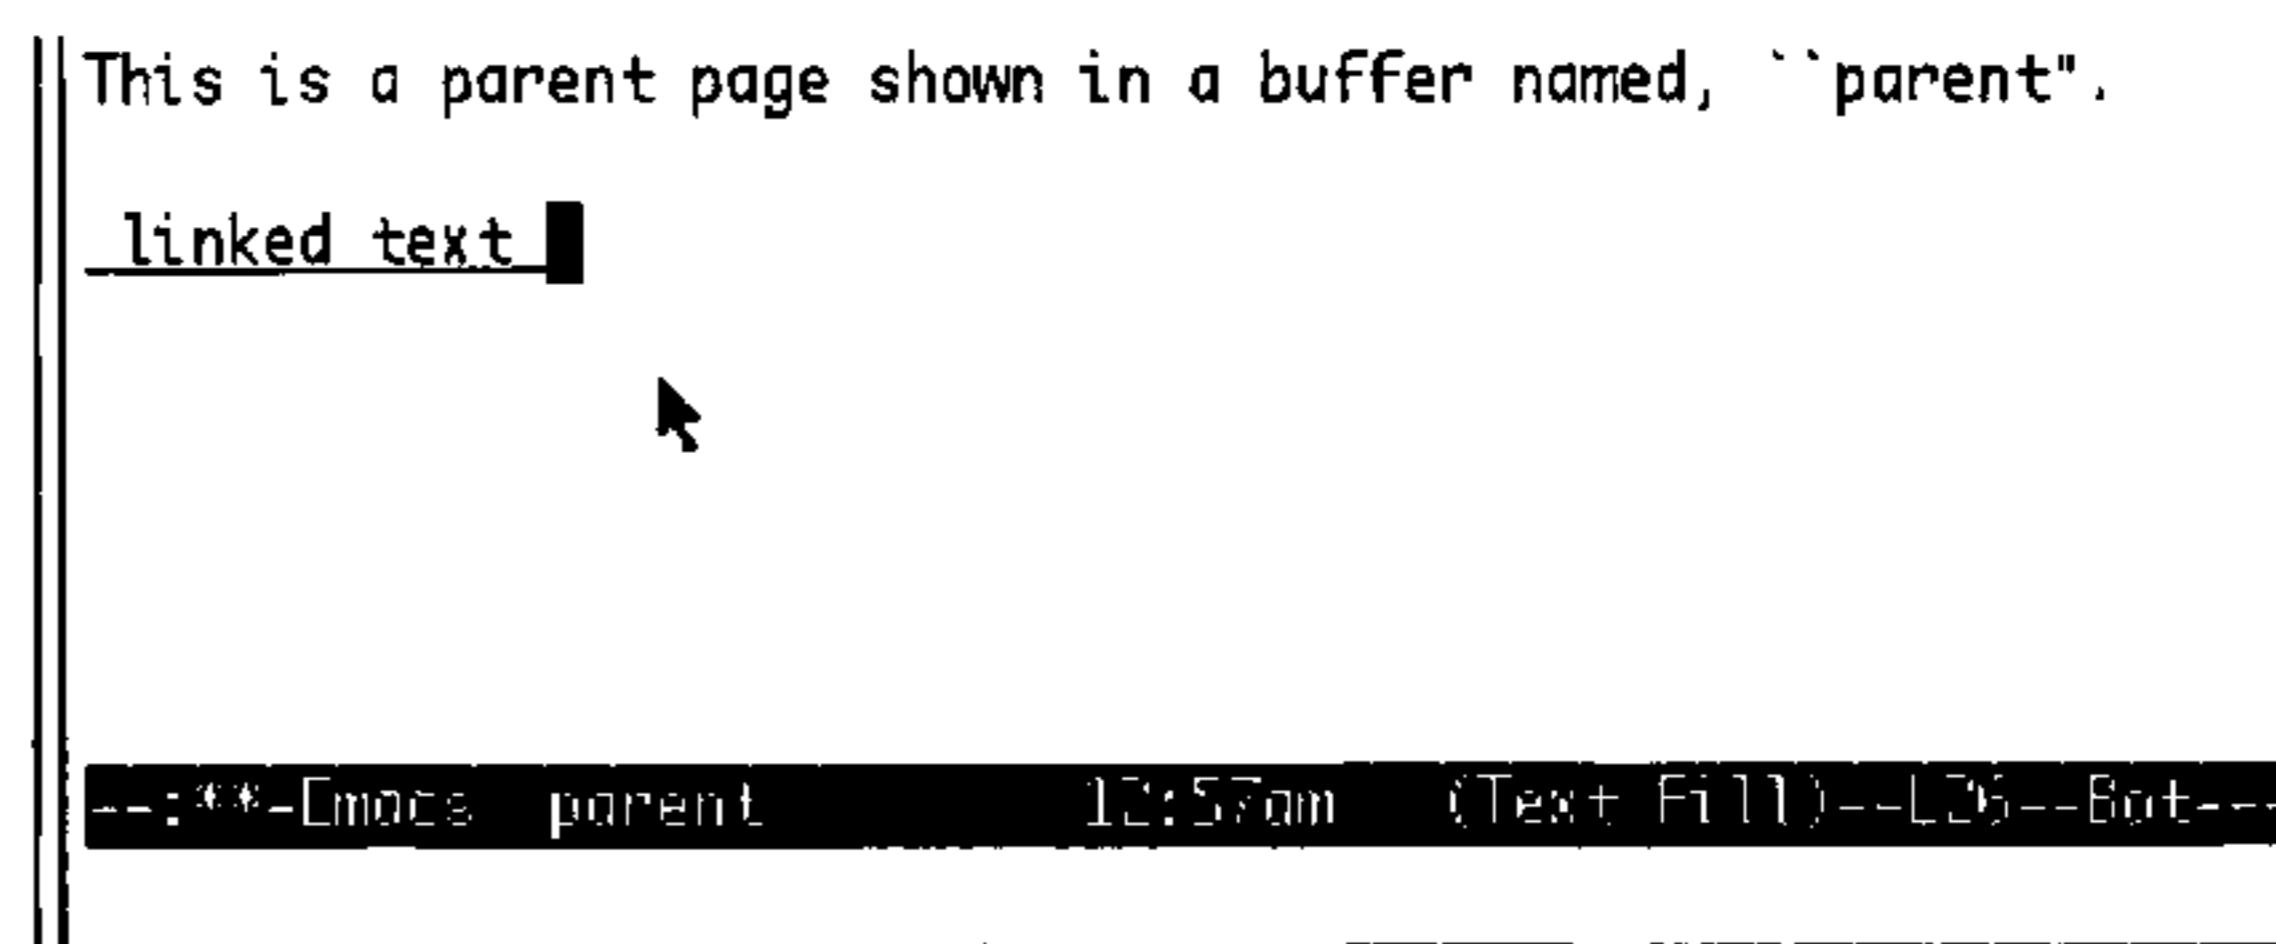 This is a parent page shown in a buffer named, ``parent".
linked text
--:**-Emacs parent 12:57am (Text Fill)--L26--Bot---